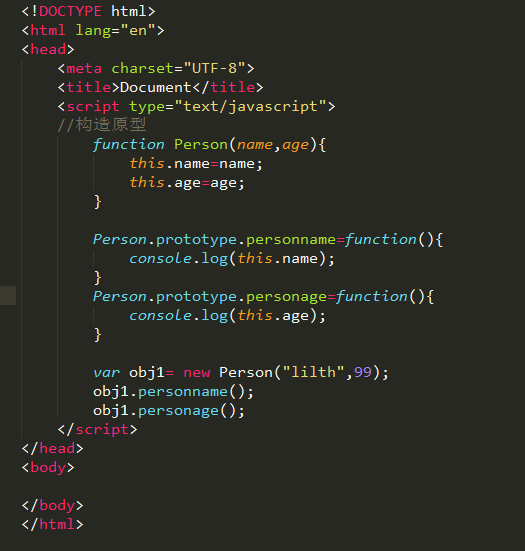 <!DOCTYPE html>
<html lang="en">
<head>
    <meta charset="UTF-8">
    <title>Document</title>
    <script type="text/javascript">
    //构造原型
        function Person(name,age){
            this.name=name;
            this.age=age;
        }

        Person.prototype.personname=function(){
            console.log(this.name);
        }
        Person.prototype.personage=function(){
            console.log(this.age);
        }

        var obj1= new Person("lilth",99);
        obj1.personname();
        obj1.personage();
    </script>
</head>
<body>

</body>
</html>